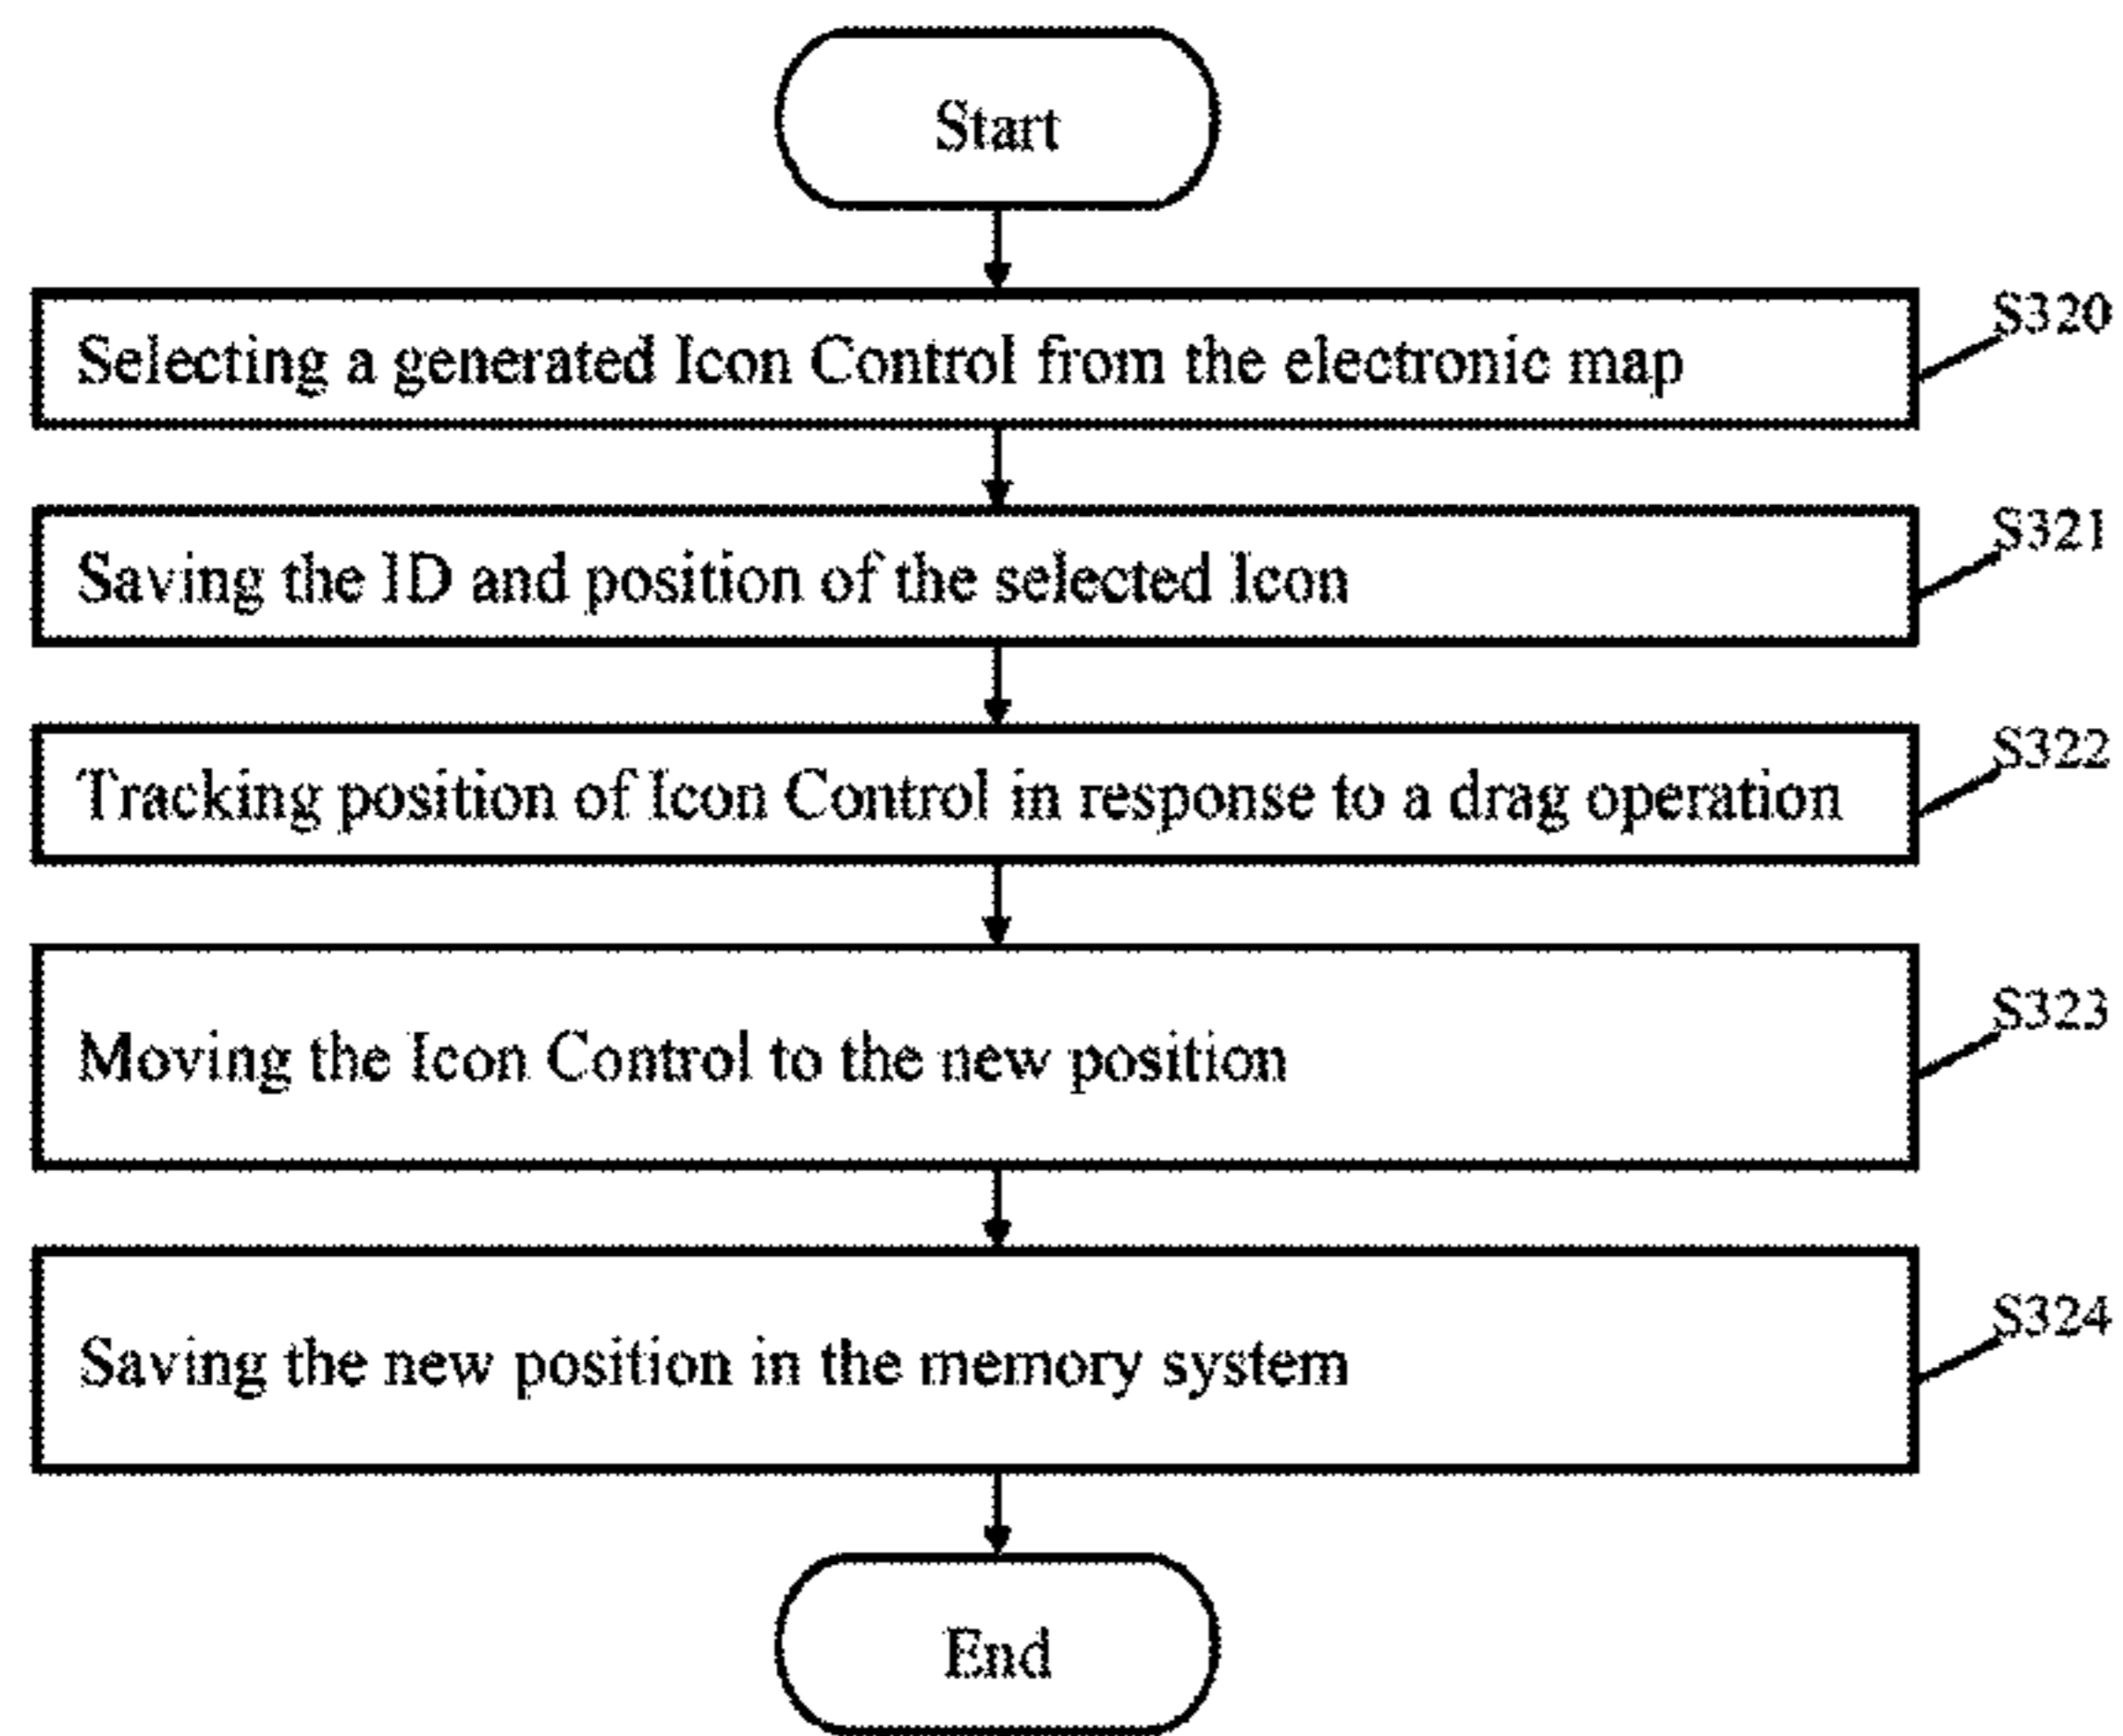 Start
Selecting a generated Icon Control from the electronic map
S320
Saving the ID and position of the selected Icon
S321
Tracking position of Icon Control in response to a drag operation
S322
Moving the Icon Control to the new position
S323
Saving the new position in the memory system
S324
End